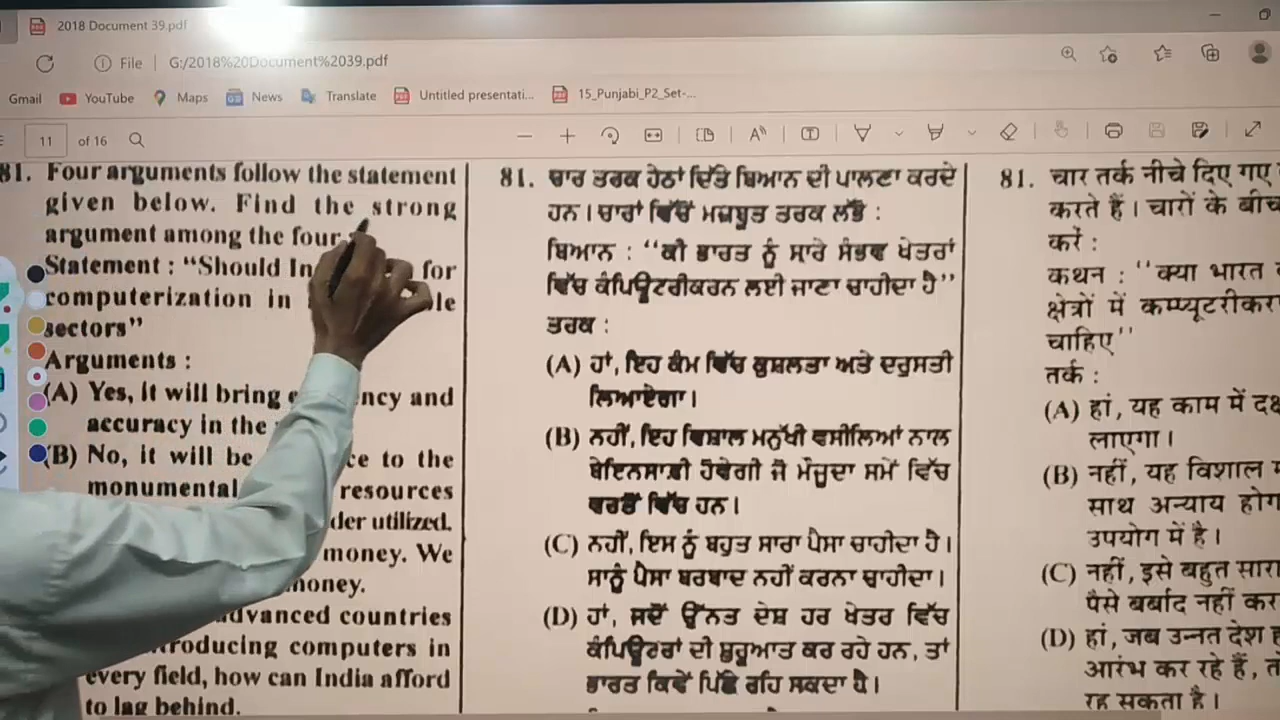 2018 Document 39.pdf
File
G:/2018%20Document%2039.pdf
Gmail
YouTube
Maps
News
Translate
Untitled presentati...
15_Punjabi_P2_Set-...
11 of 16
81. Four arguments follow the statement
given below. Find the strong
argument among the four
Statement : “Should In for
computerization in le
sectors”
Arguments :
(A) Yes, it will bring ncy and
accuracy in the
(B) No, it will be ce to the
monumental resources
der utilized.
money. We
money.
dvanced countries
roducing computers in
every field, how can India afford
to lag behind.
81. ਚਾਰ ਤਰਕ ਹੇਠਾਂ ਦਿੱਤੇ ਬਿਆਨ ਦੀ ਪਾਲਣਾ ਕਰਦੇ
ਹਨ। ਚਾਰਾਂ ਵਿੱਚੋਂ ਮਜ਼ਬੂਤ ਤਰਕ ਲੱਭੋ :
ਬਿਆਨ : “ਕੀ ਭਾਰਤ ਨੂੰ ਸਾਰੇ ਸੰਭਵ ਖੇਤਰਾਂ
ਵਿੱਚ ਕੰਪਿਊਟਰੀਕਰਨ ਲਈ ਜਾਣਾ ਚਾਹੀਦਾ ਹੈ”
ਤਰਕ :
(A) ਹਾਂ, ਇਹ ਕੰਮ ਵਿੱਚ ਕੁਸ਼ਲਤਾ ਅਤੇ ਦਰੁਸਤੀ
ਲਿਆਏਗਾ।
(B) ਨਹੀਂ, ਇਹ ਵਿਸ਼ਾਲ ਮਨੁੱਖੀ ਵਸੀਲਿਆਂ ਨਾਲ
ਬੇਇਨਸਾਫ਼ੀ ਹੋਵੇਗੀ ਜੋ ਮੌਜੂਦਾ ਸਮੇਂ ਵਿੱਚ
ਵਰਤੋਂ ਵਿੱਚ ਹਨ।
(C) ਨਹੀਂ, ਇਸ ਨੂੰ ਬਹੁਤ ਸਾਰਾ ਪੈਸਾ ਚਾਹੀਦਾ ਹੈ।
ਸਾਨੂੰ ਪੈਸਾ ਬਰਬਾਦ ਨਹੀਂ ਕਰਨਾ ਚਾਹੀਦਾ।
(D) ਹਾਂ, ਜਦੋਂ ਉੱਨਤ ਦੇਸ਼ ਹਰ ਖੇਤਰ ਵਿੱਚ
ਕੰਪਿਊਟਰਾਂ ਦੀ ਸ਼ੁਰੂਆਤ ਕਰ ਰਹੇ ਹਨ, ਤਾਂ
ਭਾਰਤ ਕਿਵੇਂ ਪਿੱਛੇ ਰਹਿ ਸਕਦਾ ਹੈ।
81. चार तर्क नीचे दिए गए
करते हैं। चारों के बीच
करें :
कथन : “क्या भारत
क्षेत्रों में कम्प्यूटरीकर
चाहिए”
तर्क :
(A) हां, यह काम में दक्ष
लाएगा।
(B) नहीं, यह विशाल
साथ अन्याय होग
उपयोग में है।
(C) नहीं, इसे बहुत सारा
पैसे बर्बाद नहीं कर
(D) हां, जब उन्नत देश
आरंभ कर रहे हैं, तो
रह सकता है।